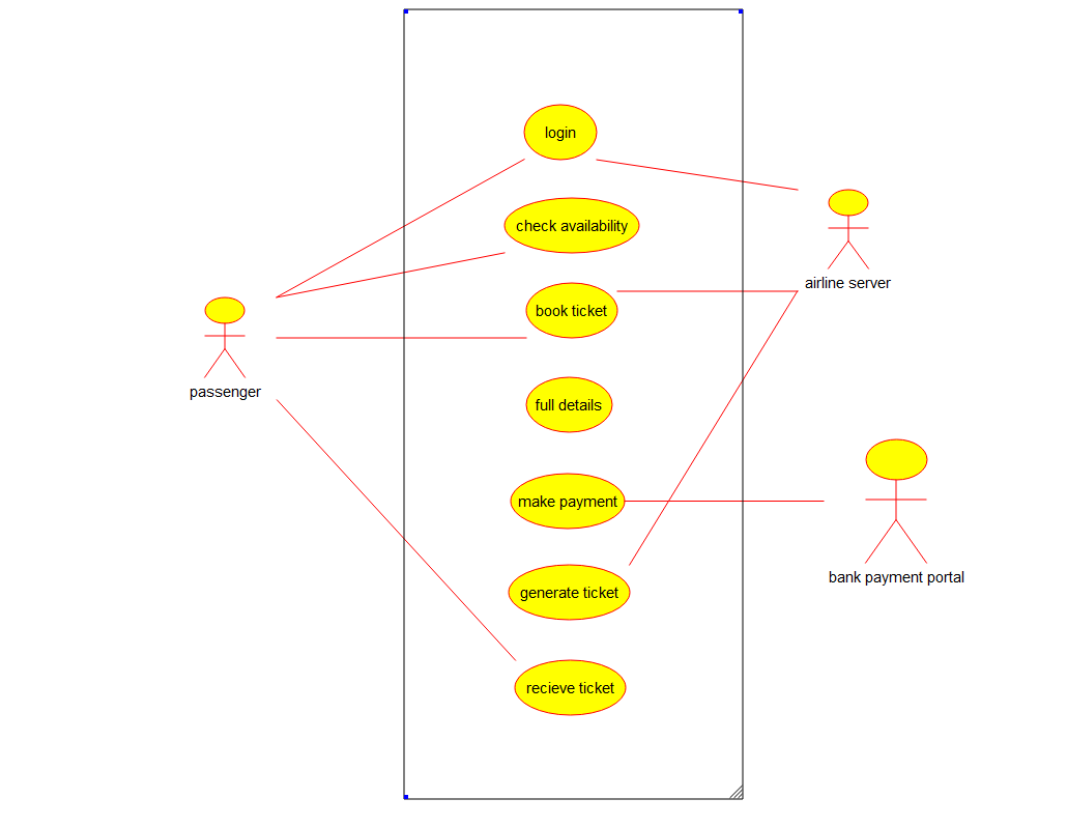 login
check availability
airline server
book ticket
passenger
full details
make payment
bank payment portal
generate ticket
recieve ticket